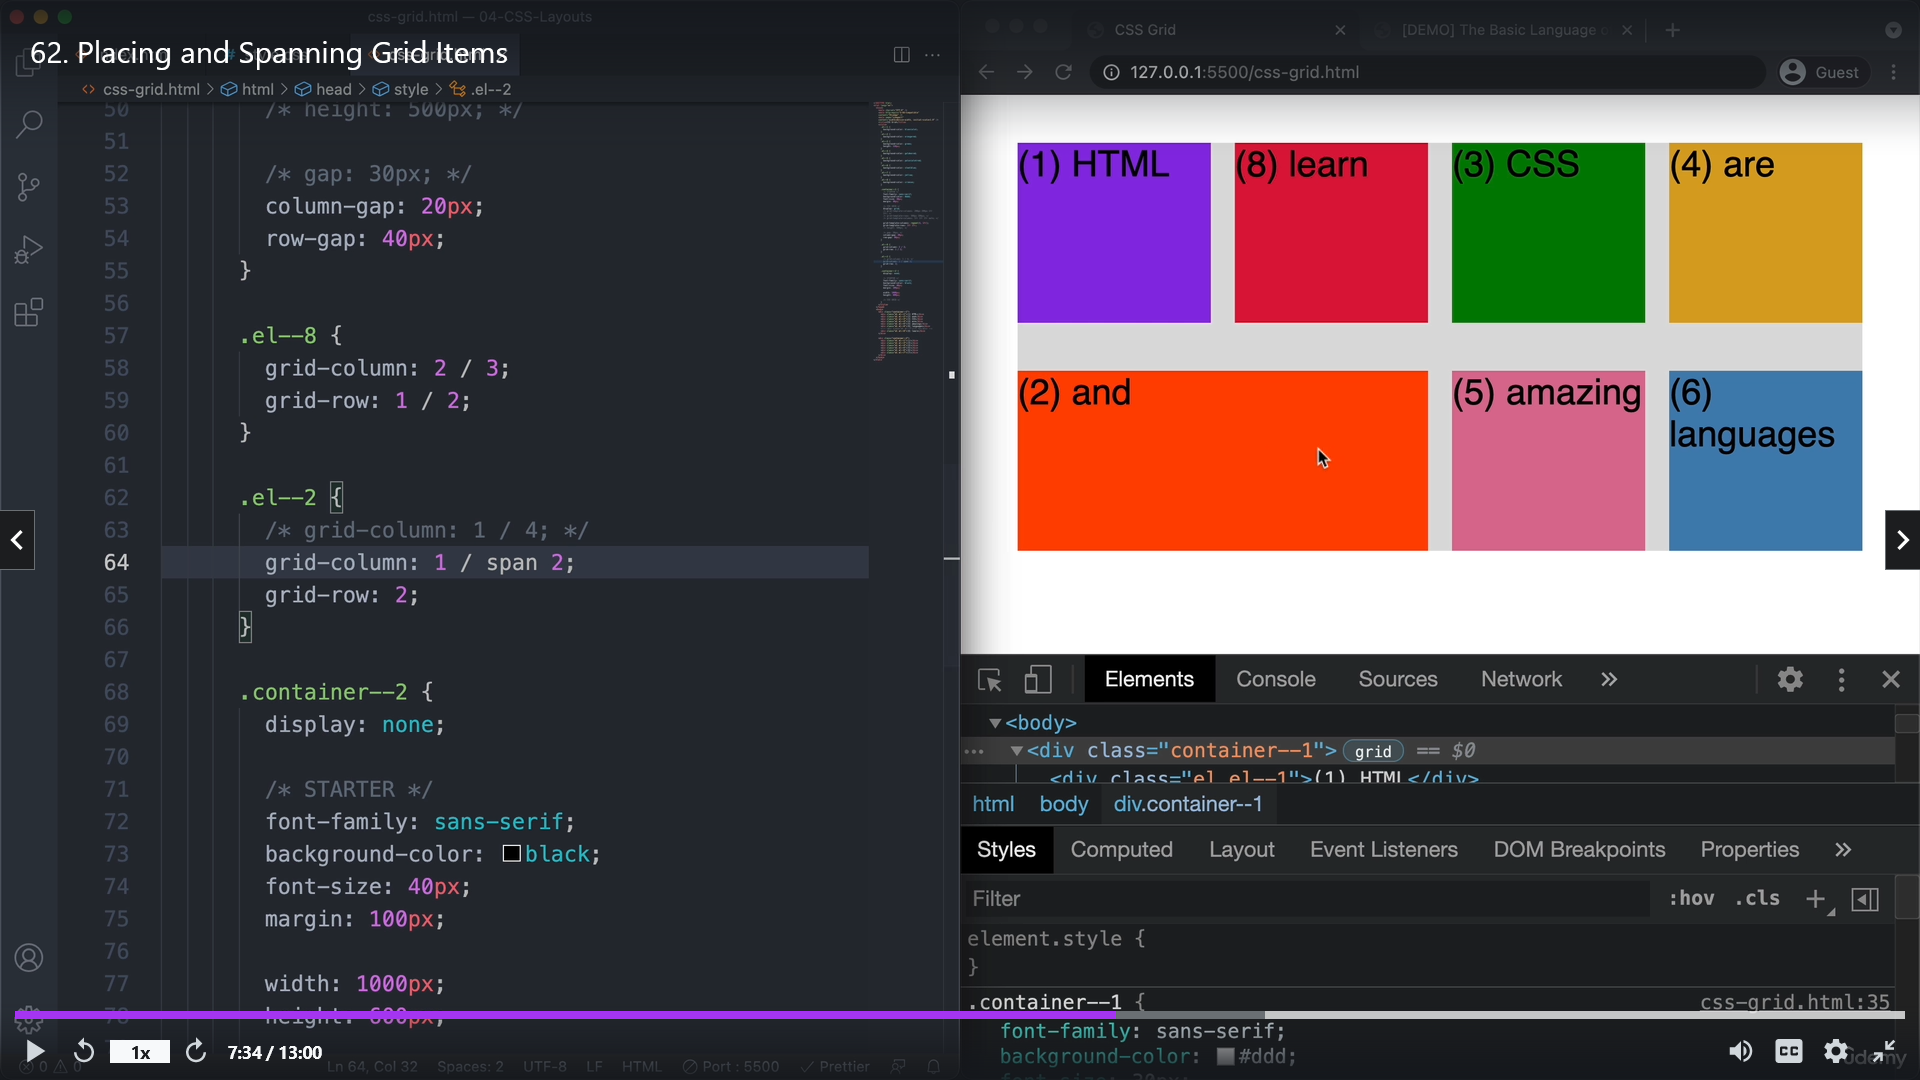 css-grid.html — 04-CSS-Layouts
62. Placing and Spanning Grid Items
css-grid.html > html > head > style > .el--2
50 /* height: 500px; */
51
52 /* gap: 30px; */
53 column-gap: 20px;
54 row-gap: 40px;
55 }
56
57 .el--8 {
58 grid-column: 2 / 3;
59 grid-row: 1 / 2;
60 }
61
62 .el--2 {
63 /* grid-column: 1 / 4; */
64 grid-column: 1 / span 2;
65 grid-row: 2;
66 }
67
68 .container--2 {
69 display: none;
70
71 /* STARTER */
72 font-family: sans-serif;
73 background-color: black;
74 font-size: 40px;
75 margin: 100px;
76
77 width: 1000px;
78 height: 600px;
1x 7:34 / 13:00
0 0 Ln 64, Col 32 Spaces: 2 UTF-8 LF HTML Port : 5500 Prettier
CSS Grid [DEMO] The Basic Language o
127.0.0.1:5500/css-grid.html Guest
(1) HTML (8) learn (3) CSS (4) are
(2) and (5) amazing (6)
languages
Elements Console Sources Network »
<body>
<div class="container--1"> grid == $0
<div class="el el--1">(1) HTML</div>
html body div.container--1
Styles Computed Layout Event Listeners DOM Breakpoints Properties »
Filter :hov .cls +
element.style {
}
.container--1 { css-grid.html:35
font-family: sans-serif;
background-color: #ddd;
font-size: 30px;
CC
udemy